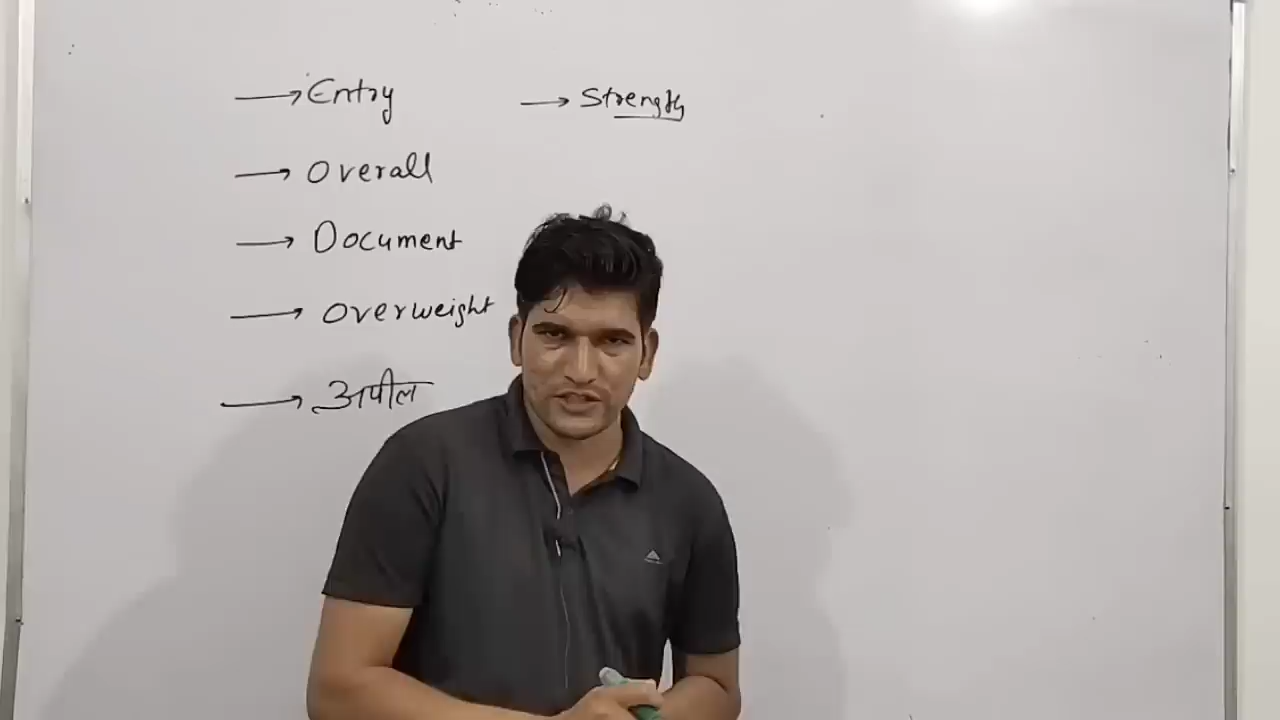 → Entry
→ Overall
→ Document
→ Overweight
→ अपील
→ Strength